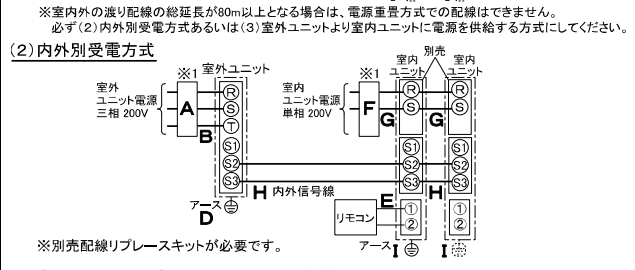 ※室内外の渡り配線の総延長が80m以上となる場合は、電源重畳方式での配線はできません。
必ず(2)内外別受電方式あるいは(3)室外ユニットより室内ユニットに電源を供給する方式にしてください。
(2)内外別受電方式
※1 室外ユニット
室外
ユニット電源
三相 200V
A
B
R
S
T
S1
S2
S3
アース
D
※1
室内
ユニット電源
単相 200V
F
G
室内
ユニット
別売
室内
ユニット
R
S
G
R
S
S1
S2
S3
S1
S2
S3
H 内外信号線
H
E
リモコン
①
②
①
②
アース I
I
※別売配線リプレースキットが必要です。